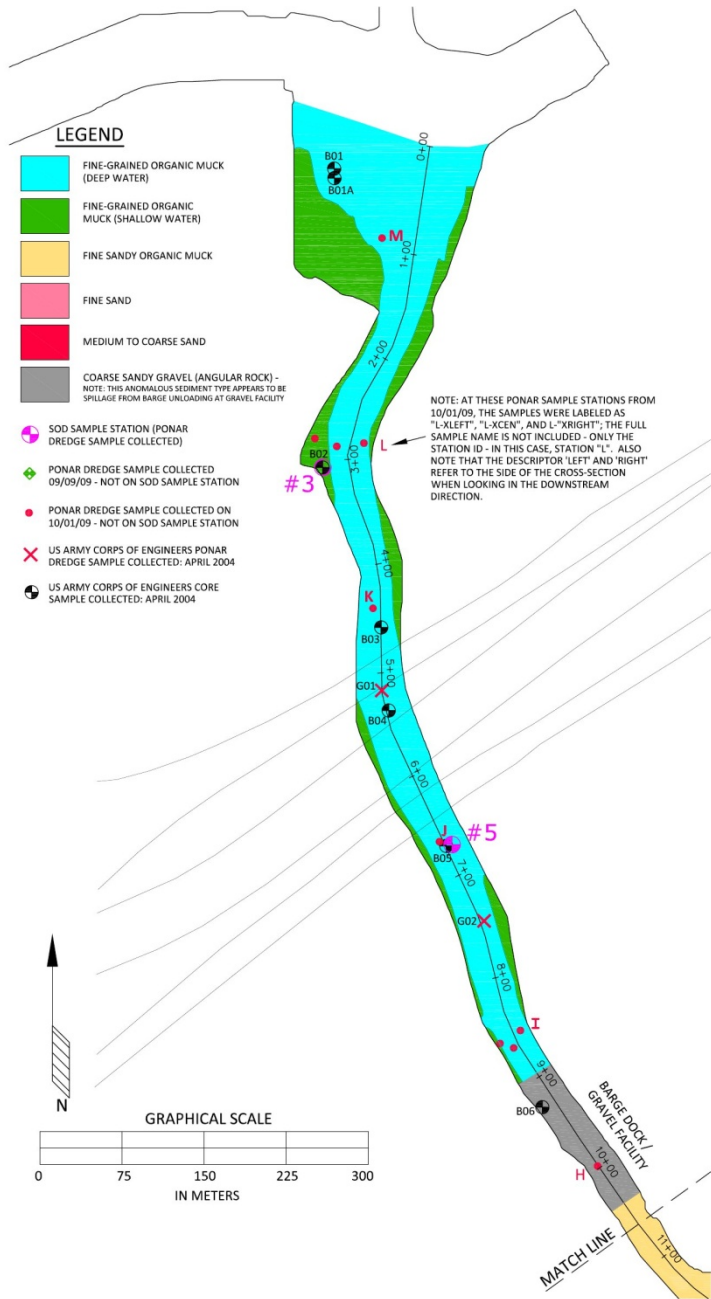 LEGEND
FINE-GRAINED ORGANIC MUCK
(DEEP WATER)
FINE-GRAINED ORGANIC
MUCK (SHALLOW WATER)
FINE SANDY ORGANIC MUCK
FINE SAND
MEDIUM TO COARSE SAND
COARSE SANDY GRAVEL (ANGULAR ROCK) -
NOTE: THIS ANOMALOUS SEDIMENT TYPE APPEARS TO BE
SPILLAGE FROM BARGE UNLOADING AT GRAVEL FACILITY
SOD SAMPLE STATION (PONAR
DREDGE SAMPLE COLLECTED)
PONAR DREDGE SAMPLE COLLECTED
09/09/09 - NOT ON SOD SAMPLE STATION
PONAR DREDGE SAMPLE COLLECTED ON
10/01/09 - NOT ON SOD SAMPLE STATION
US ARMY CORPS OF ENGINEERS PONAR
DREDGE SAMPLE COLLECTED: APRIL 2004
US ARMY CORPS OF ENGINEERS CORE
SAMPLE COLLECTED: APRIL 2004
0+00
B01
B01A
M
1+00
2+00
NOTE: AT THESE PONAR SAMPLE STATIONS FROM
10/01/09, THE SAMPLES WERE LABELED AS
"L-XLEFT", "L-XCEN", AND L-"XRIGHT"; THE FULL
SAMPLE NAME IS NOT INCLUDED - ONLY THE
STATION ID - IN THIS CASE, STATION "L". ALSO
NOTE THAT THE DESCRIPTOR 'LEFT' AND 'RIGHT'
REFER TO THE SIDE OF THE CROSS-SECTION
WHEN LOOKING IN THE DOWNSTREAM
DIRECTION.
L
B02
3+00
#3
4+00
K
B03
5+00
G01
B04
6+00
J
#5
B05
7+00
G02
8+00
I
9+00
B06
BARGE DOCK /
GRAVEL FACILITY
10+00
H
MATCH LINE
11+00
N
GRAPHICAL SCALE
0 75 150 225 300
IN METERS